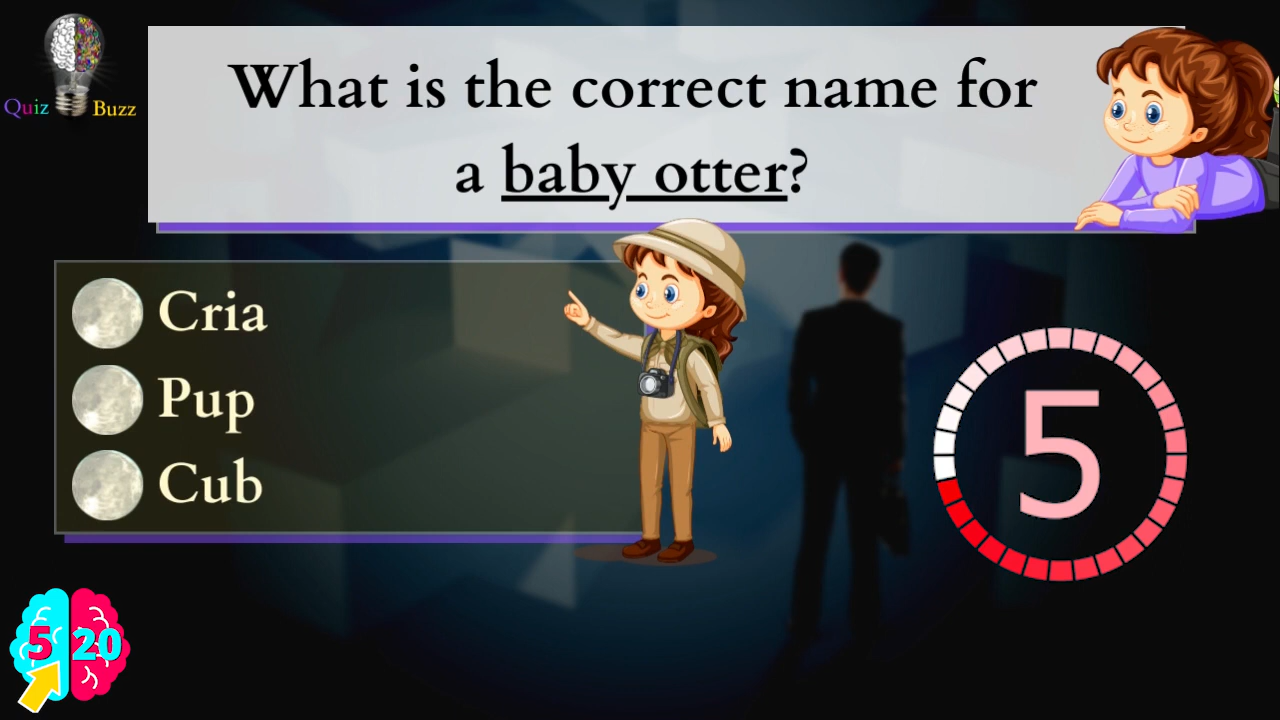 Quiz Buzz
What is the correct name for
a baby otter?
Cria
Pup
Cub
5
5 20